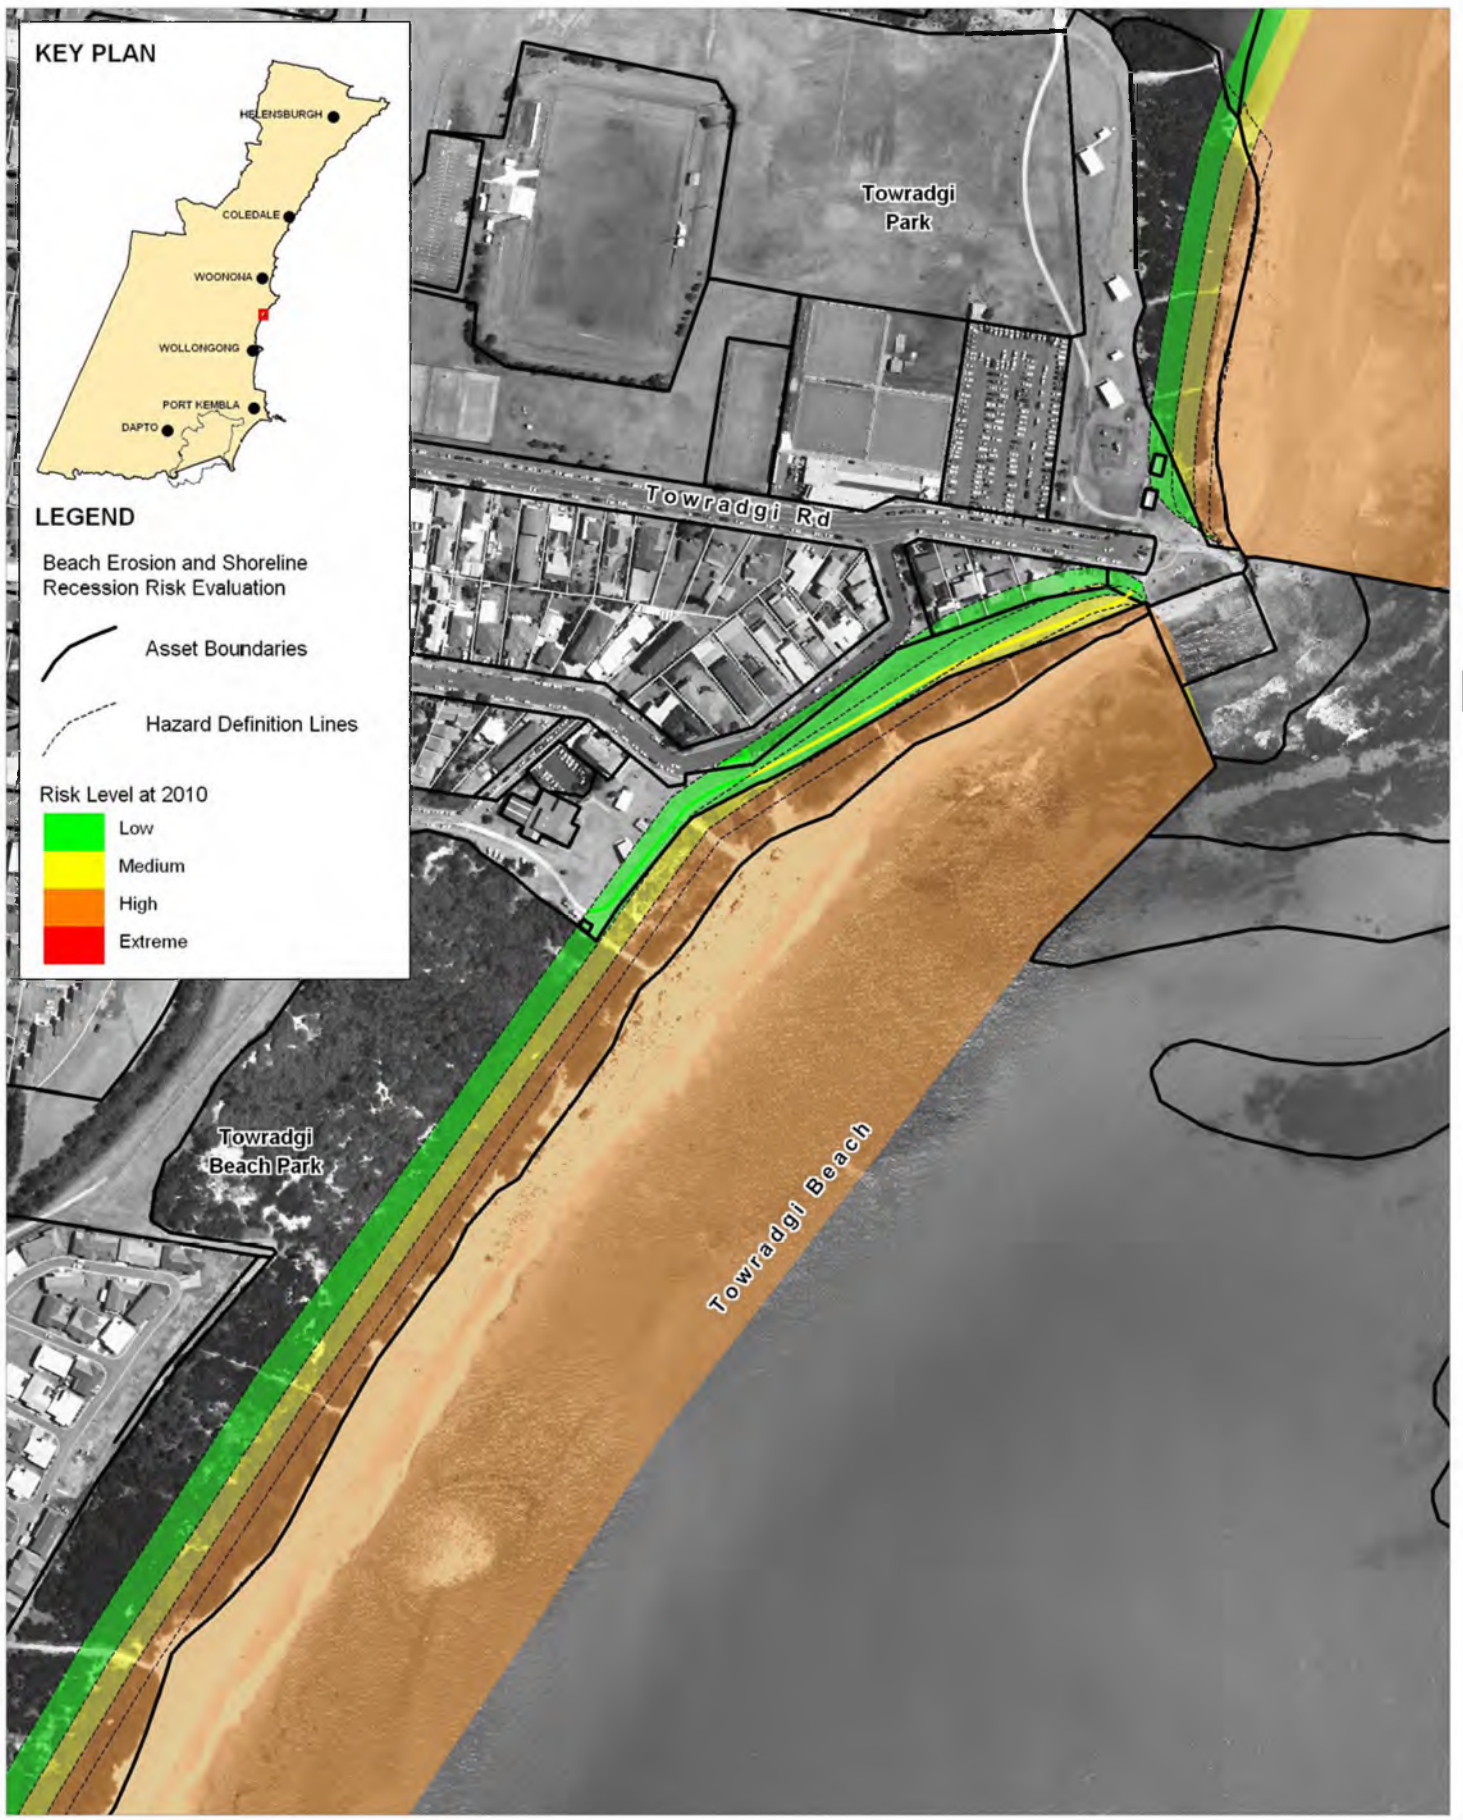 KEY PLAN
HELENSBURGH
COLEDALE
WOONONA
WOLLONGONG
PORT KEMBLA
DAPTO
LEGEND
Beach Erosion and Shoreline
Recession Risk Evaluation
Asset Boundaries
Hazard Definition Lines
Risk Level at 2010
Low
Medium
High
Extreme
Towradgi
Park
Towradgi Rd
Towradgi
Beach Park
Towradgi Beach